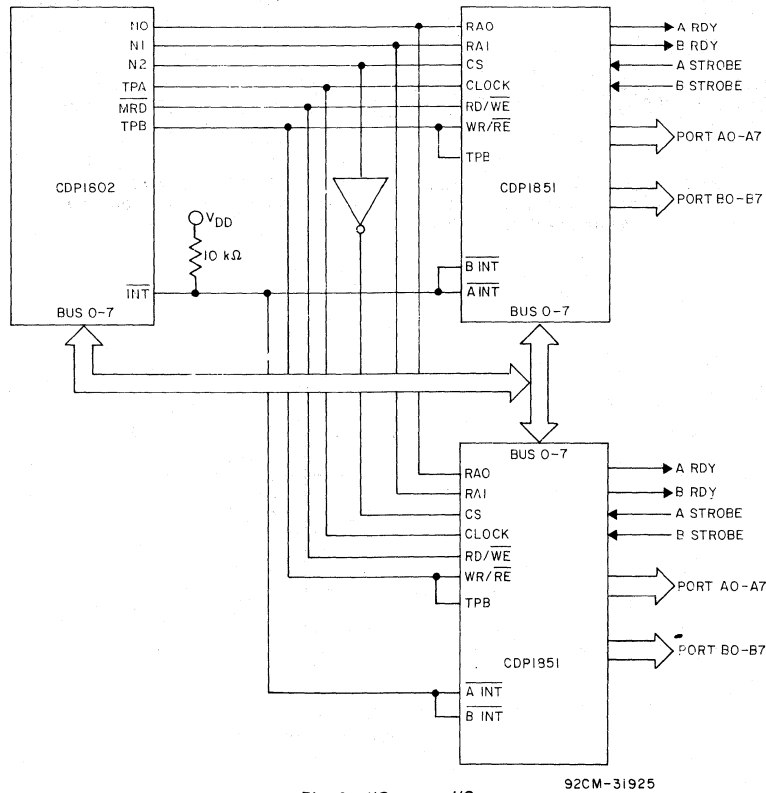 N0
N1
N2
TPA
MRD
TPB
CDP1802
VDD
10 kΩ
INT
BUS 0-7
RA0
RA1
CS
CLOCK
RD/WE
WR/RE
TPB
CDP1851
B INT
A INT
BUS 0-7
A RDY
B RDY
A STROBE
B STROBE
PORT A0-A7
PORT B0-B7
BUS 0-7
RA0
RA1
CS
CLOCK
RD/WE
WR/RE
TPB
CDP1851
A INT
B INT
A RDY
B RDY
A STROBE
B STROBE
PORT A0-A7
PORT B0-B7
92CM-31925